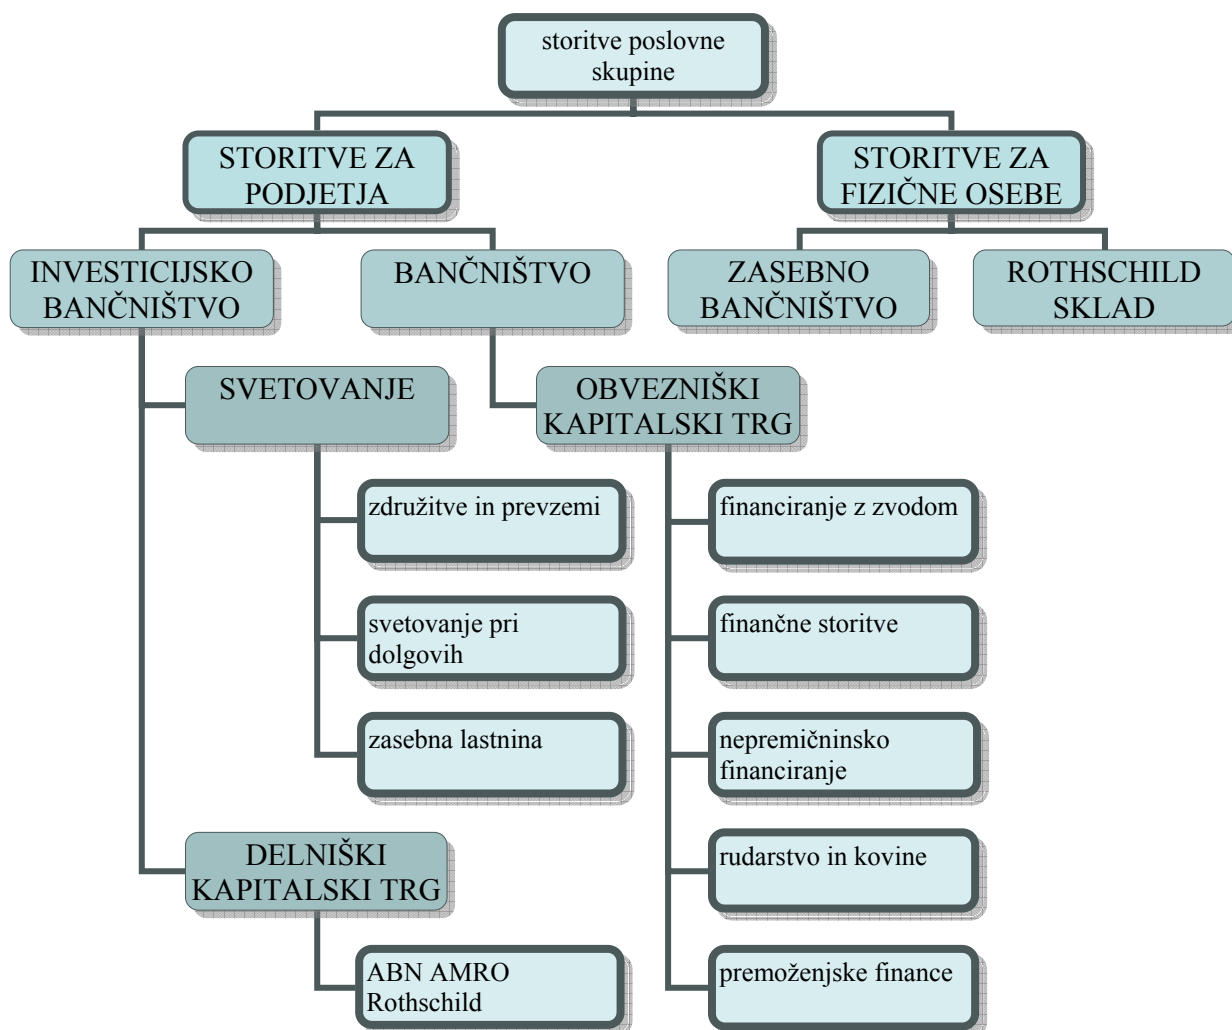 storitve poslovne
skupine
STORITVE ZA
PODJETJA
STORITVE ZA
FIZIČNE OSEBE
INVESTICIJSKO
BANČNIŠTVO
BANČNIŠTVO
ZASEBNO
BANČNIŠTVO
ROTHSCHILD
SKLAD
SVETOVANJE
OBVEZNIŠKI
KAPITALSKI TRG
združitve in prevzemi
financiranje z zvodom
svetovanje pri
dolgovih
finančne storitve
zasebna lastnina
nepremičninsko
financiranje
DELNIŠKI
KAPITALSKI TRG
rudarstvo in kovine
ABN AMRO
Rothschild
premoženjske finance